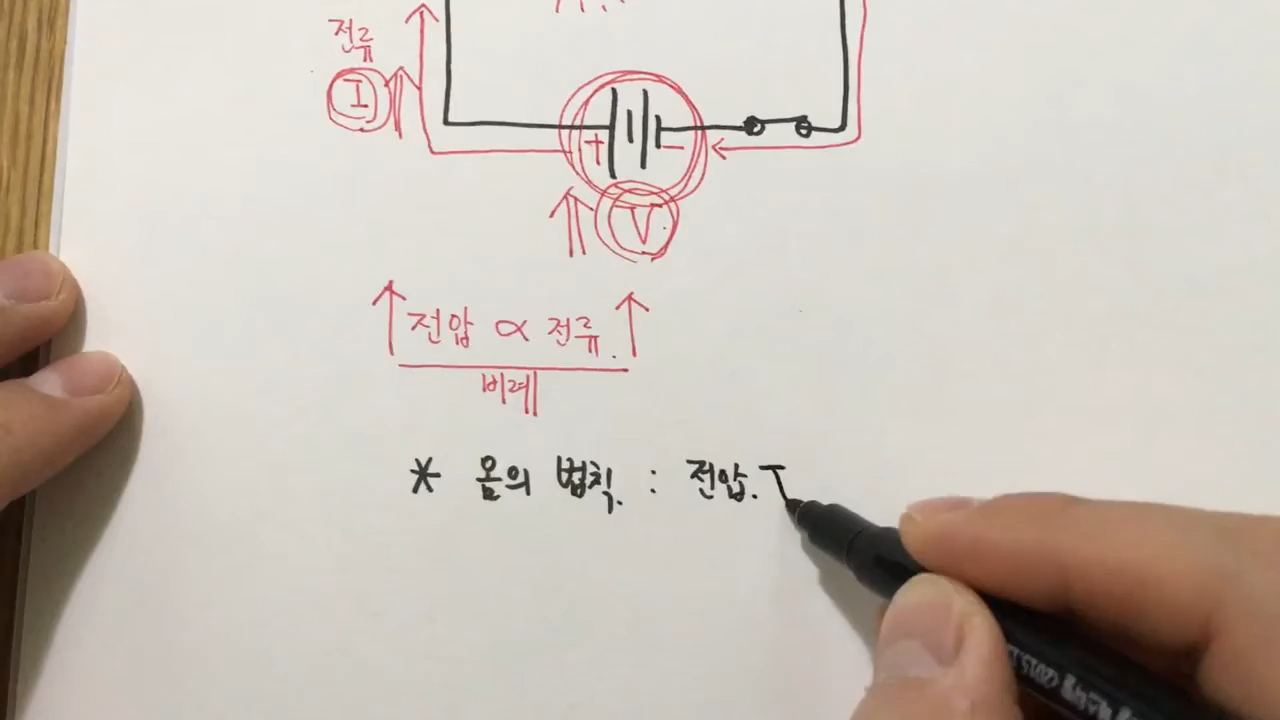 전류
I
+ −
V
↑ 전압 ∝ 전류. ↑
비례
* 옴의 법칙. : 전압.